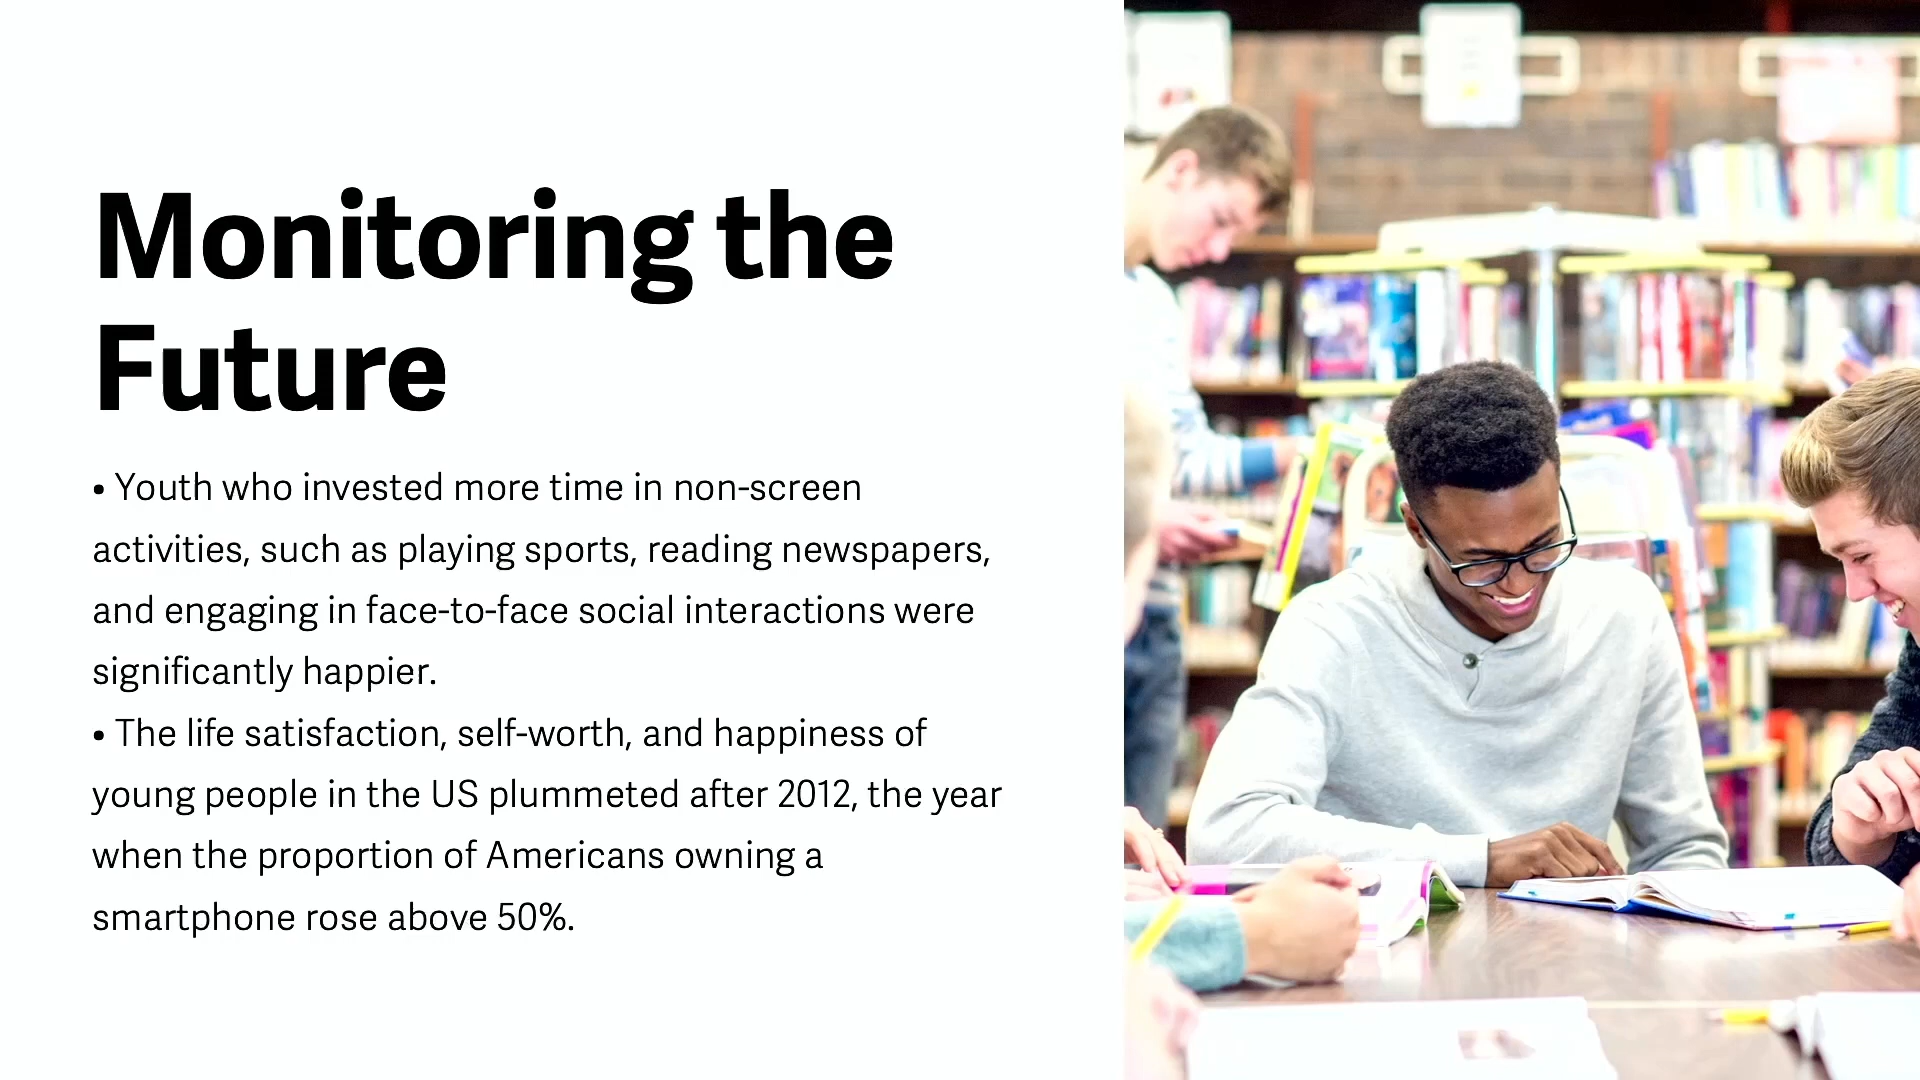 Monitoring the
Future
• Youth who invested more time in non-screen
activities, such as playing sports, reading newspapers,
and engaging in face-to-face social interactions were
significantly happier.
• The life satisfaction, self-worth, and happiness of
young people in the US plummeted after 2012, the year
when the proportion of Americans owning a
smartphone rose above 50%.